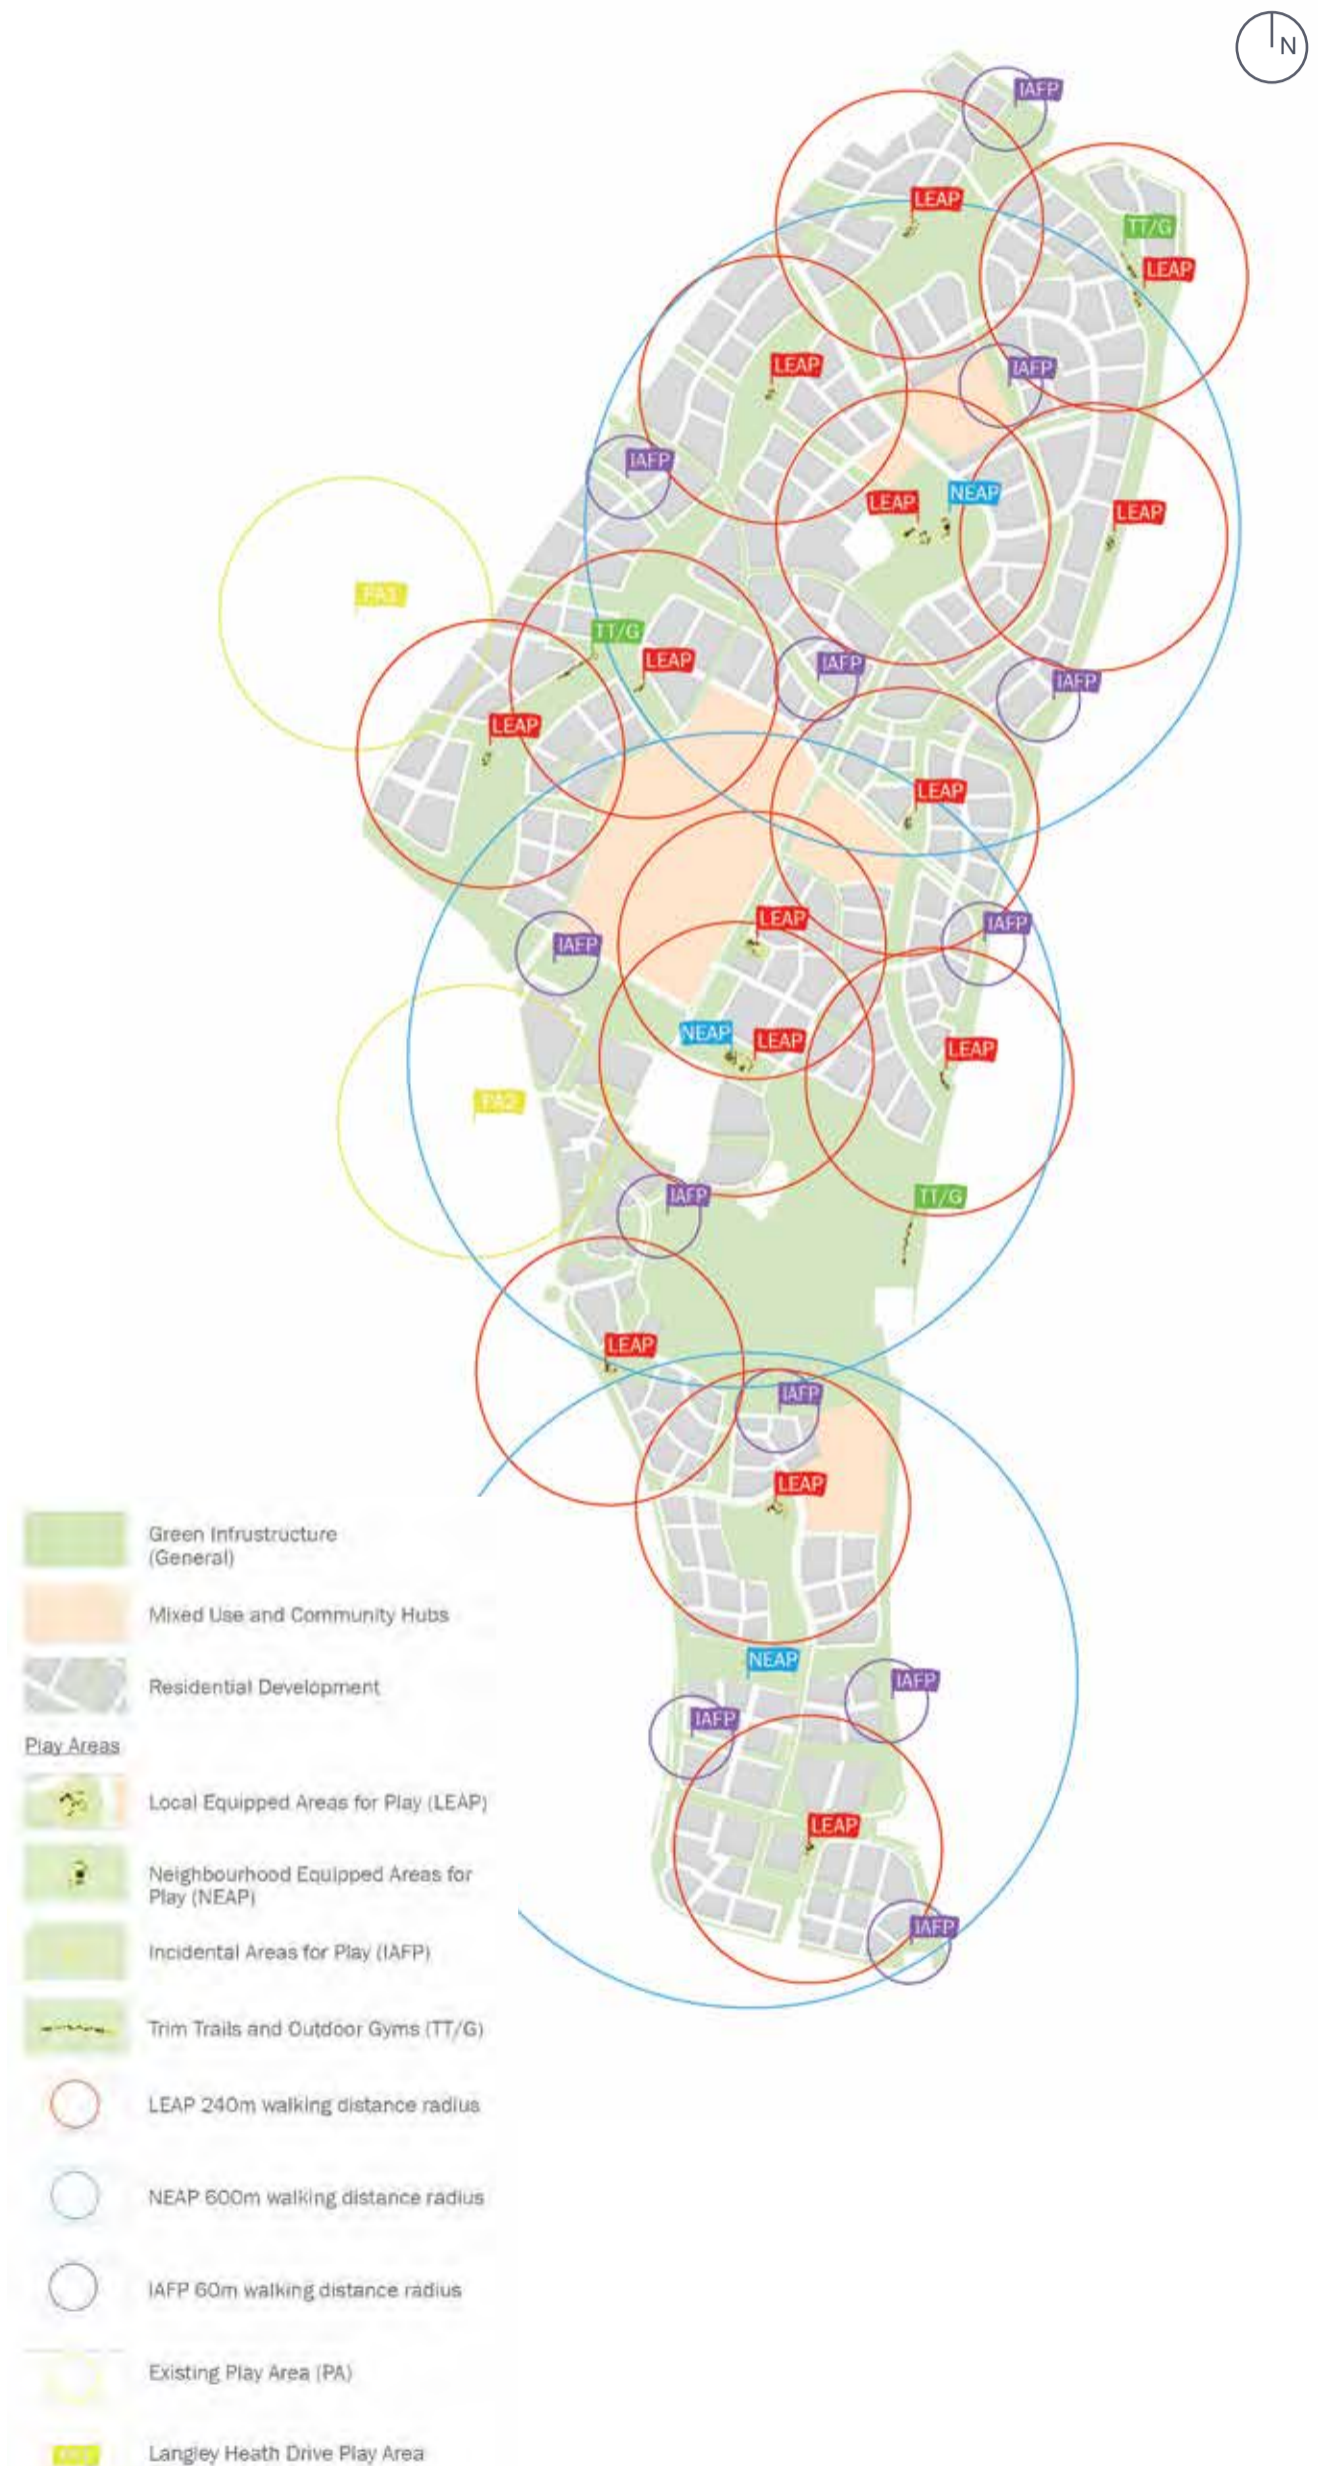 N
IAFP
LEAP
TT/G
LEAP
LEAP
IAFP
IAFP
LEAP
NEAP
LEAP
PA1
TT/G
LEAP
IAFP
IAFP
LEAP
LEAP
LEAP
IAFP
IAFP
NEAP
LEAP
LEAP
PA2
IAFP
TT/G
LEAP
IAFP
LEAP
NEAP
IAFP
IAFP
LEAP
IAFP
Green Infrustructure
(General)
Mixed Use and Community Hubs
Residential Development
Play Areas
Local Equipped Areas for Play (LEAP)
Neighbourhood Equipped Areas for
Play (NEAP)
Incidental Areas for Play (IAFP)
Trim Trails and Outdoor Gyms (TT/G)
LEAP 240m walking distance radius
NEAP 600m walking distance radius
IAFP 60m walking distance radius
Existing Play Area (PA)
Langley Heath Drive Play Area